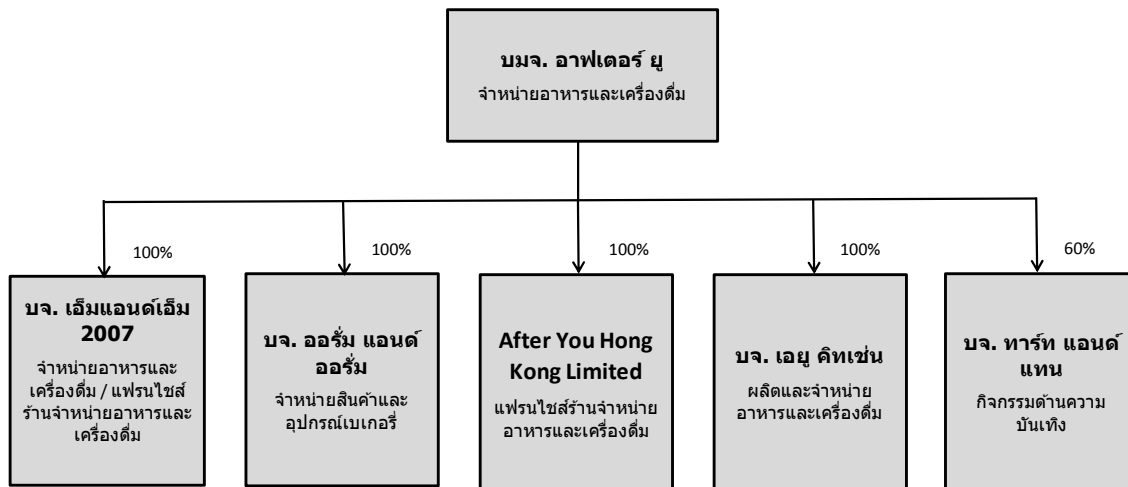 บมจ. อาฟเตอร์ ยู
จำหน่ายอาหารและเครื่องดื่ม
100%
100%
100%
100%
60%
บจ. เอ็มแอนด์เอ็ม
2007
จำหน่ายอาหารและ
เครื่องดื่ม / แฟรนไชส์
ร้านจำหน่ายอาหารและ
เครื่องดื่ม
บจ. ออรั่ม แอนด์
ออรั่ม
จำหน่ายสินค้าและ
อุปกรณ์เบเกอรี่
After You Hong
Kong Limited
แฟรนไชส์ร้านจำหน่าย
อาหารและเครื่องดื่ม
บจ. เอยู คิทเช่น
ผลิตและจำหน่าย
อาหารและเครื่องดื่ม
บจ. ทาร์ท แอนด์
แทน
กิจกรรมด้านความ
บันเทิง